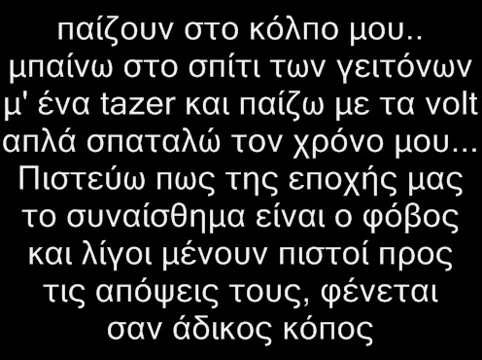 παίζουν στο κόλπο μου..
μπαίνω στο σπίτι των γειτόνων
μ' ένα tazer και παίζω με τα volt
απλά σπαταλώ τον χρόνο μου...
Πιστεύω πως της εποχής μας
το συναίσθημα είναι ο φόβος
και λίγοι μένουν πιστοί προς
τις απόψεις τους, φένεται
σαν άδικος κόπος